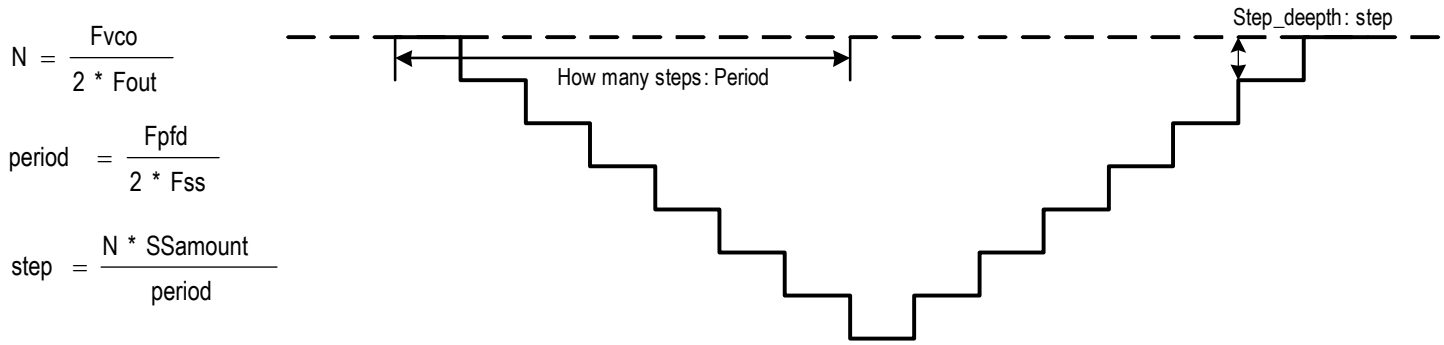 N = Fvco / 2 * Fout
period = Fpfd / 2 * Fss
step = N * SSamount / period
How many steps: Period
Step_deepth: step